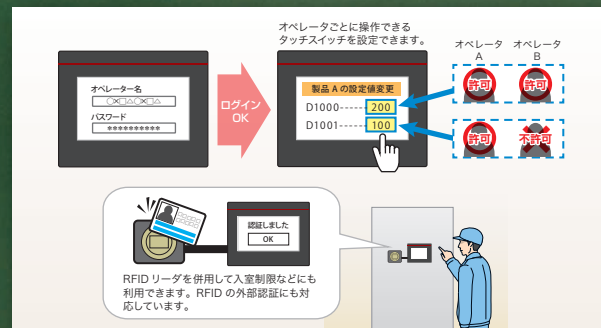 オペレータごとに操作できる
タッチスイッチを設定できます。
オペレーター名
○×□△○×□△
パスワード
**********
ログイン
OK
製品 A の設定値変更
D1000------ 200
D1001------ 100
オペレータ
A
オペレータ
B
許可
許可
許可
不許可
認証しました
OK
RFID リーダを併用して入室制限などにも
利用できます。RFID の外部認証にも対
応しています。